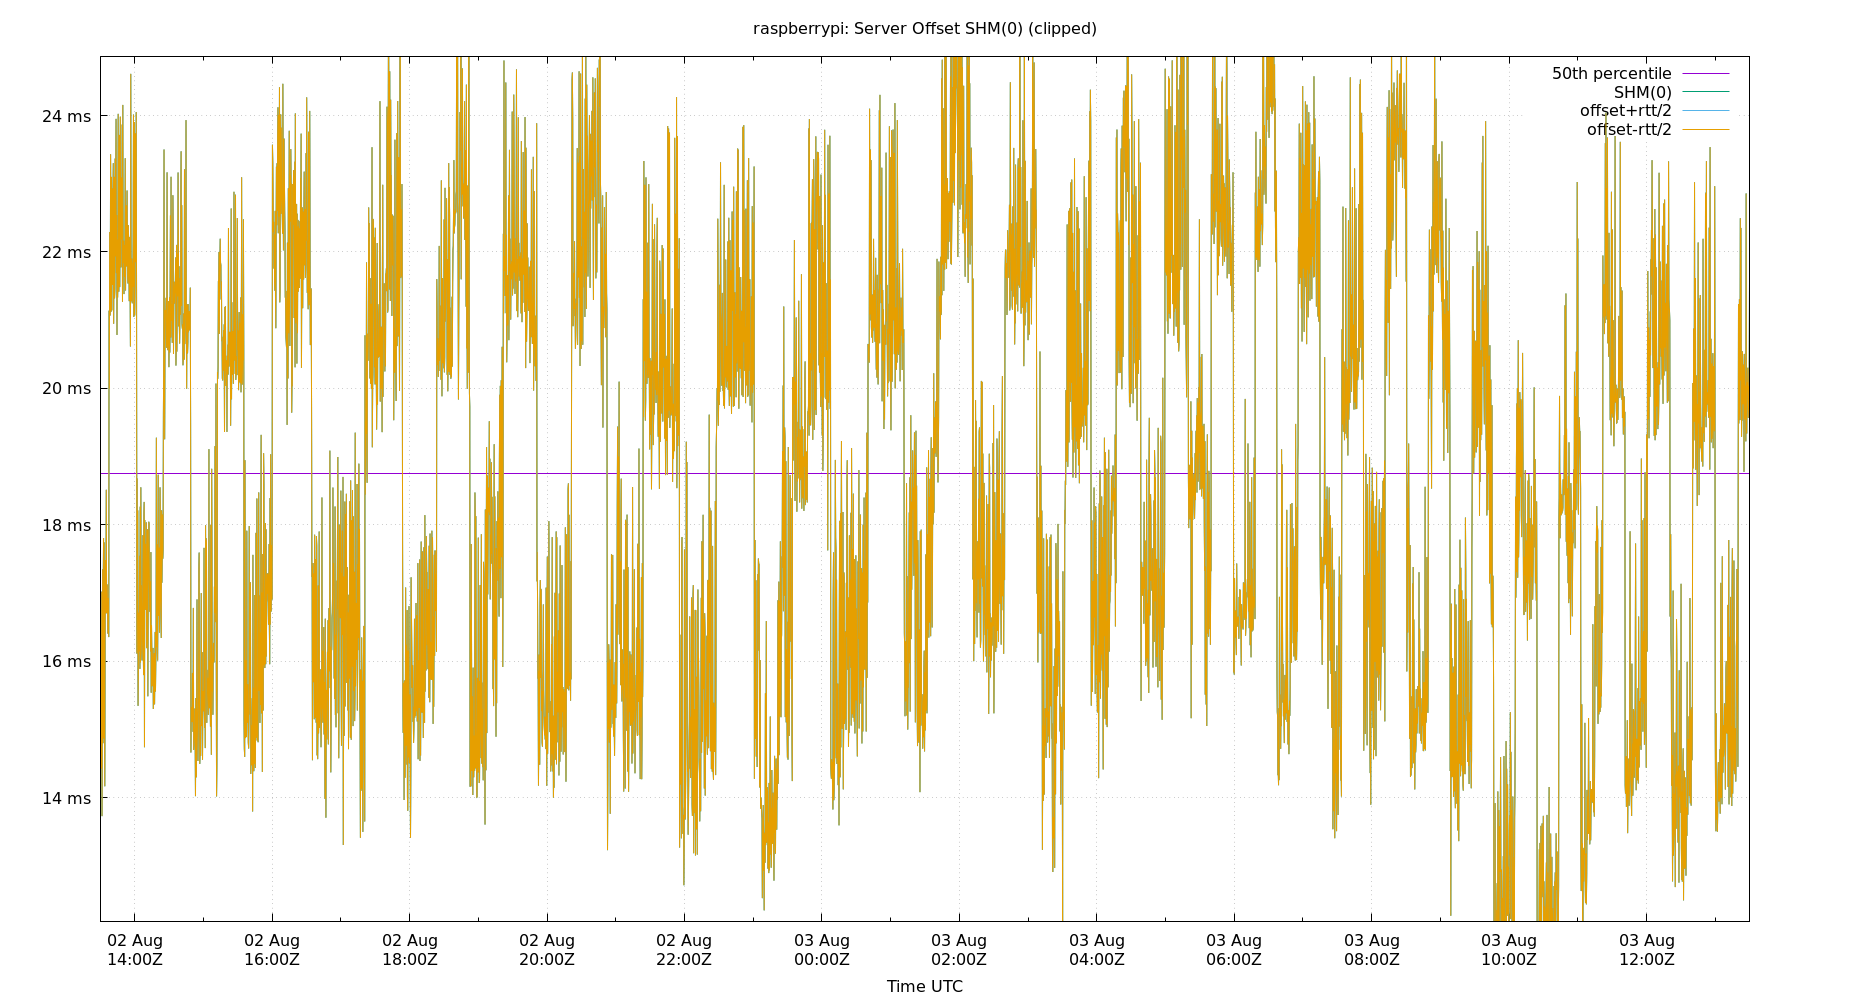 raspberrypi: Server Offset SHM(0) (clipped)
50th percentile
SHM(0)
offset+rtt/2
offset-rtt/2
24 ms
22 ms
20 ms
18 ms
16 ms
14 ms
02 Aug 02 Aug 02 Aug 02 Aug 02 Aug 03 Aug 03 Aug 03 Aug 03 Aug 03 Aug 03 Aug 03 Aug
14:00Z 16:00Z 18:00Z 20:00Z 22:00Z 00:00Z 02:00Z 04:00Z 06:00Z 08:00Z 10:00Z 12:00Z
Time UTC